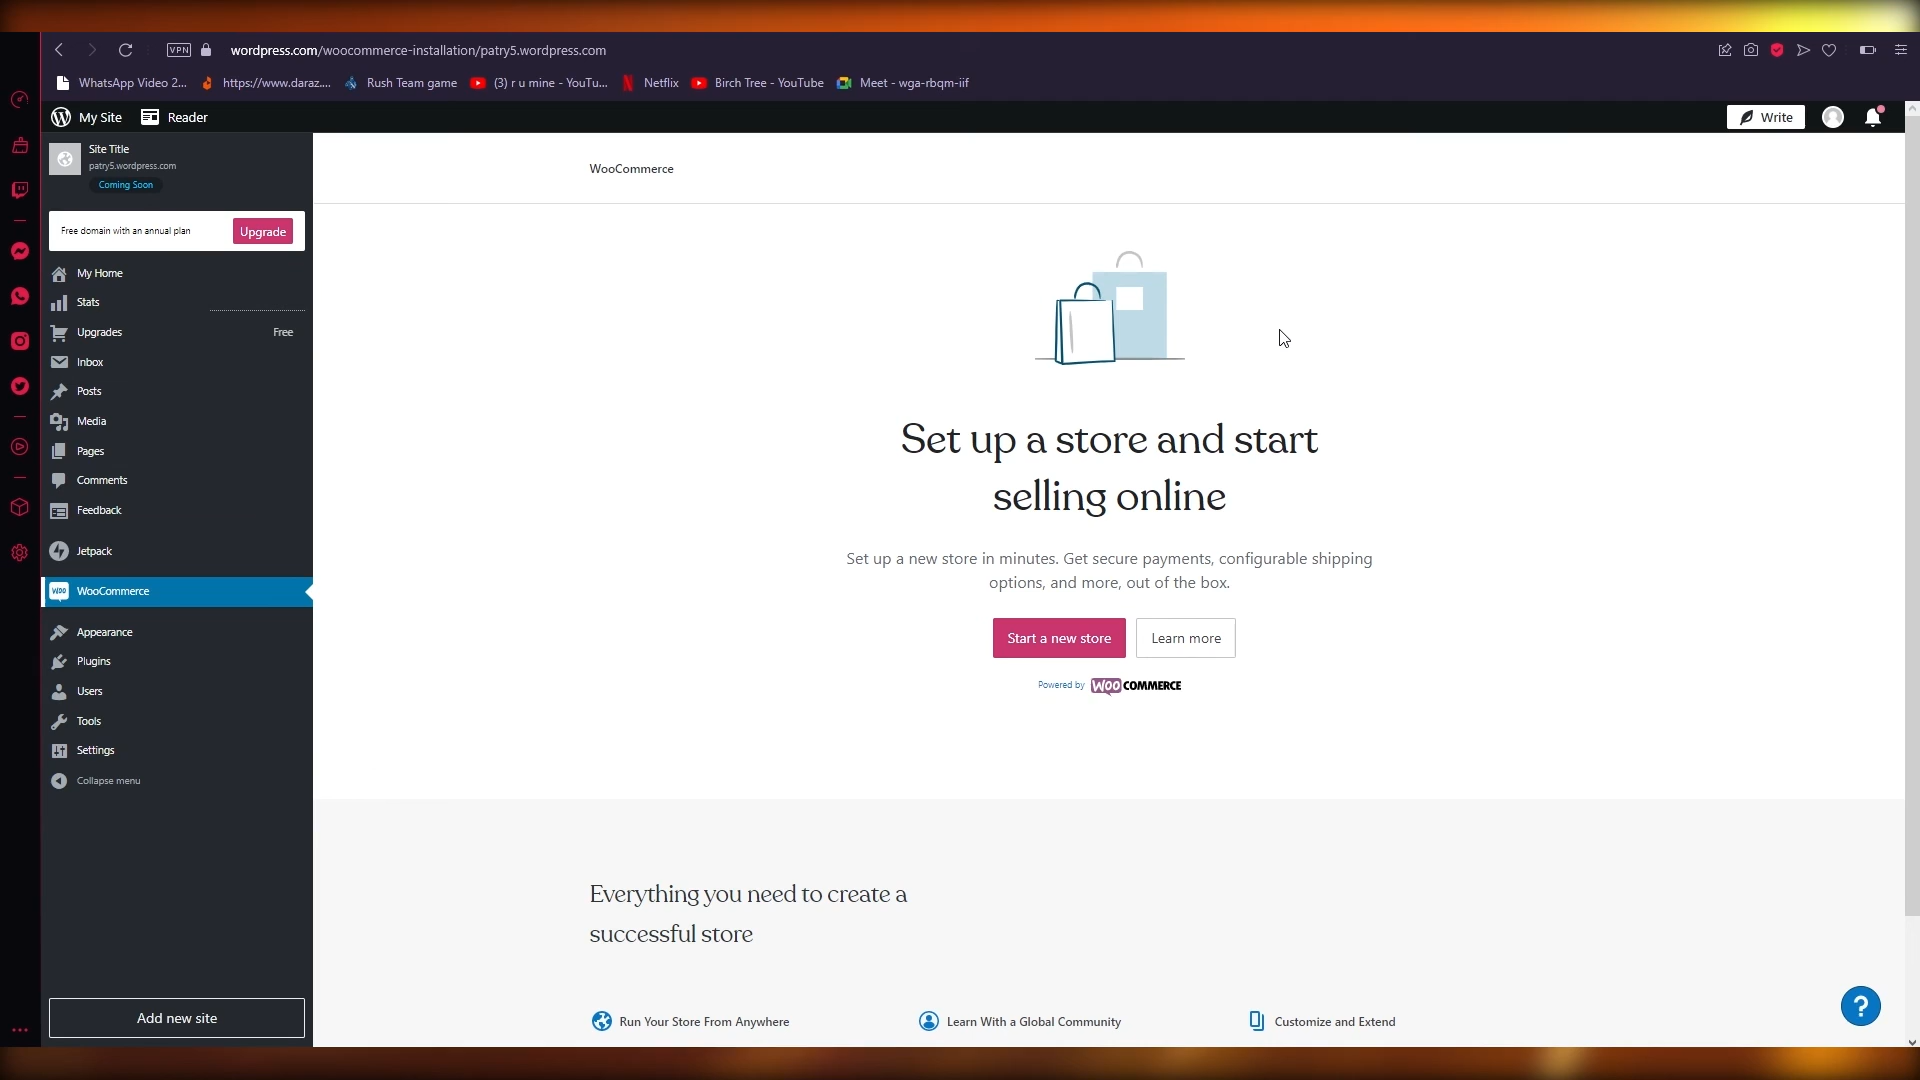 VPN
wordpress.com/woocommerce-installation/patry5.wordpress.com
WhatsApp Video 2...
https://www.daraz....
Rush Team game
(3) r u mine - YouTu...
Netflix
Birch Tree - YouTube
Meet - wga-rbqm-iif
My Site
Reader
Write
Site Title
patry5.wordpress.com
Coming Soon
Free domain with an annual plan
Upgrade
My Home
Stats
Upgrades
Free
Inbox
Posts
Media
Pages
Comments
Feedback
Jetpack
WOO
WooCommerce
Appearance
Plugins
Users
Tools
Settings
Collapse menu
Add new site
WooCommerce
Set up a store and start
selling online
Set up a new store in minutes. Get secure payments, configurable shipping
options, and more, out of the box.
Start a new store
Learn more
Powered by WOO COMMERCE
Everything you need to create a
successful store
Run Your Store From Anywhere
Learn With a Global Community
Customize and Extend
?